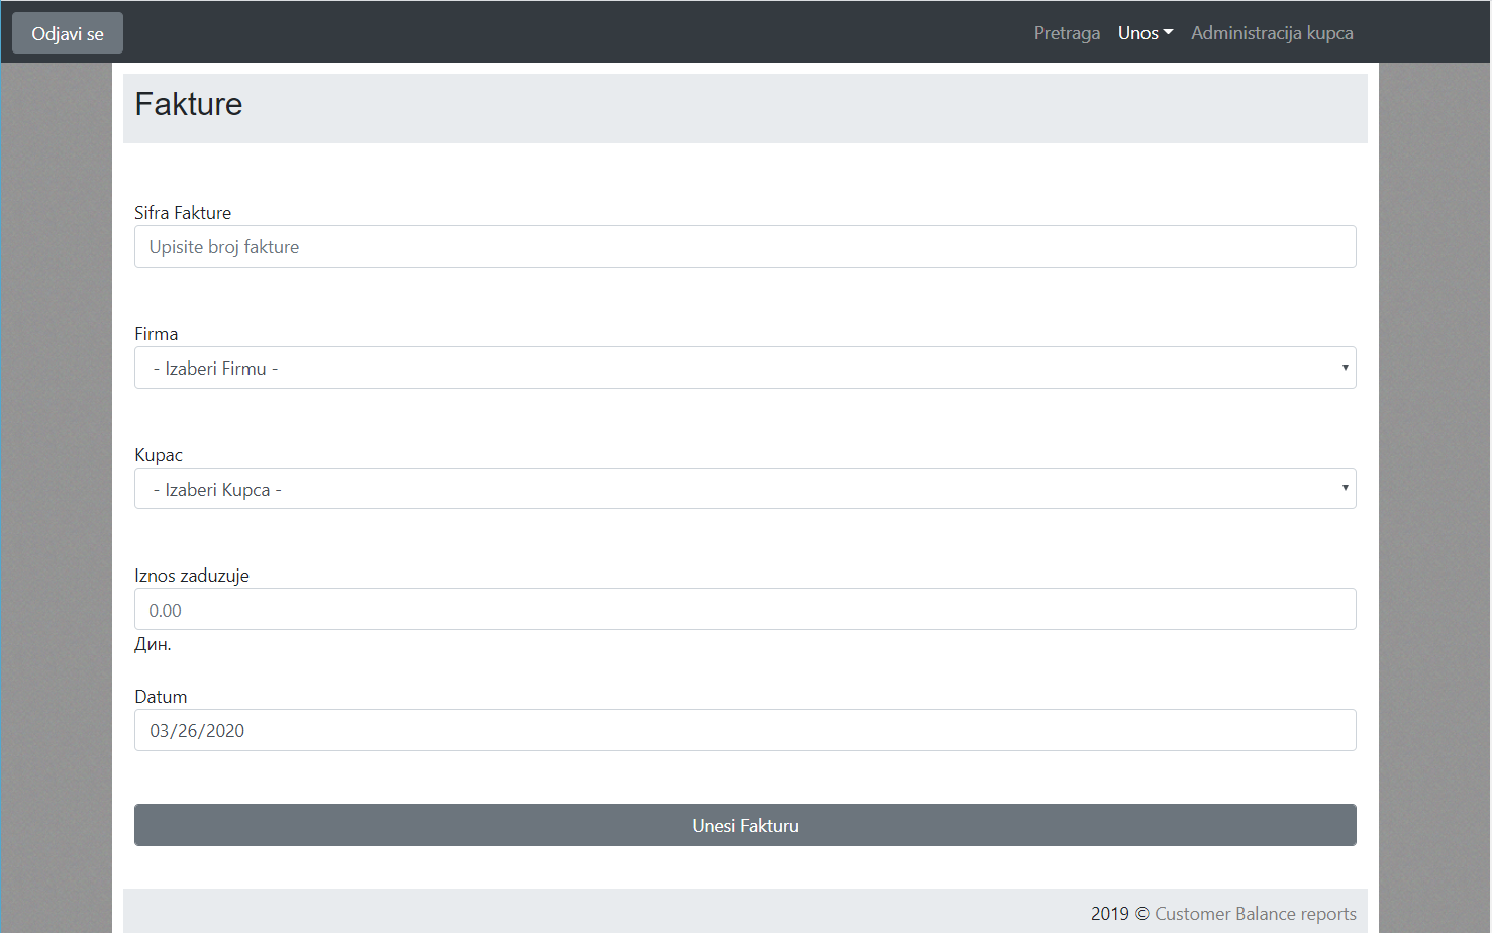 Odjavi se Pretraga Unos Administracija kupca
Fakture
Sifra Fakture
Upisite broj fakture
Firma
- Izaberi Firmu -
Kupac
- Izaberi Kupca -
Iznos zaduzuje
0.00
Дин.
Datum
03/26/2020
Unesi Fakturu
2019 © Customer Balance reports